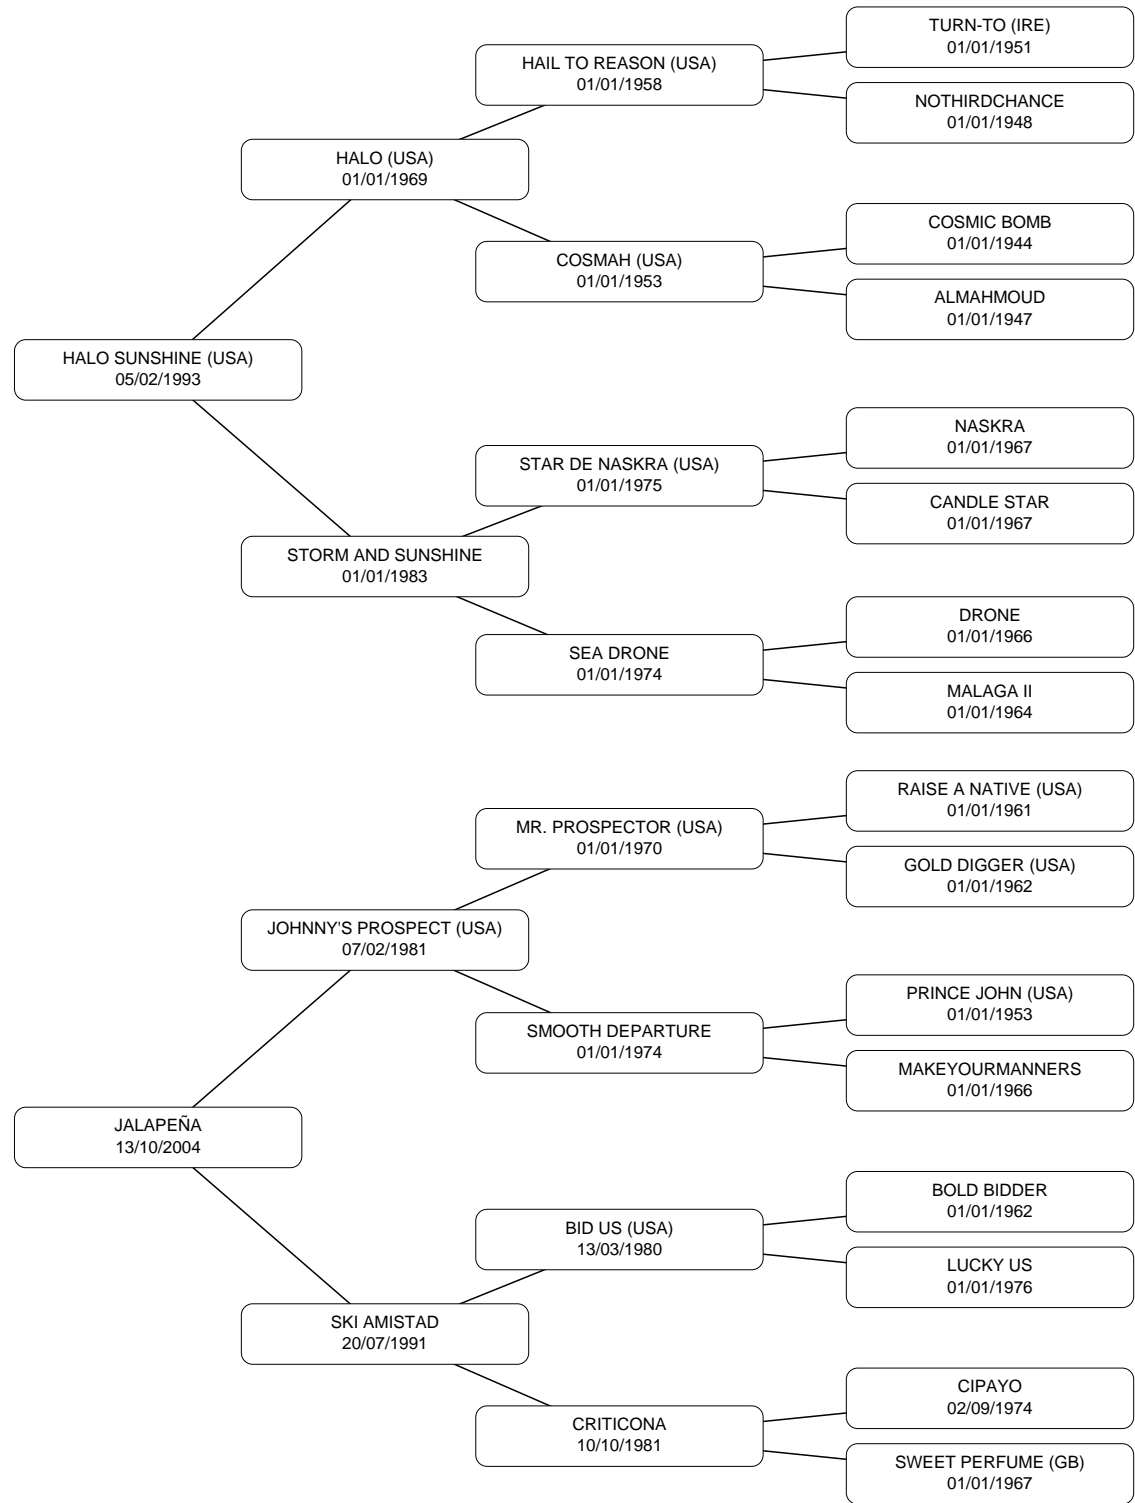 TURN-TO (IRE)
01/01/1951
HAIL TO REASON (USA)
01/01/1958
NOTHIRDCHANCE
01/01/1948
HALO (USA)
01/01/1969
COSMIC BOMB
01/01/1944
COSMAH (USA)
01/01/1953
ALMAHMOUD
01/01/1947
HALO SUNSHINE (USA)
05/02/1993
NASKRA
01/01/1967
STAR DE NASKRA (USA)
01/01/1975
CANDLE STAR
01/01/1967
STORM AND SUNSHINE
01/01/1983
DRONE
01/01/1966
SEA DRONE
01/01/1974
MALAGA II
01/01/1964
RAISE A NATIVE (USA)
01/01/1961
MR. PROSPECTOR (USA)
01/01/1970
GOLD DIGGER (USA)
01/01/1962
JOHNNY'S PROSPECT (USA)
07/02/1981
PRINCE JOHN (USA)
01/01/1953
SMOOTH DEPARTURE
01/01/1974
MAKEYOURMANNERS
01/01/1966
JALAPEÑA
13/10/2004
BOLD BIDDER
01/01/1962
BID US (USA)
13/03/1980
LUCKY US
01/01/1976
SKI AMISTAD
20/07/1991
CIPAYO
02/09/1974
CRITICONA
10/10/1981
SWEET PERFUME (GB)
01/01/1967